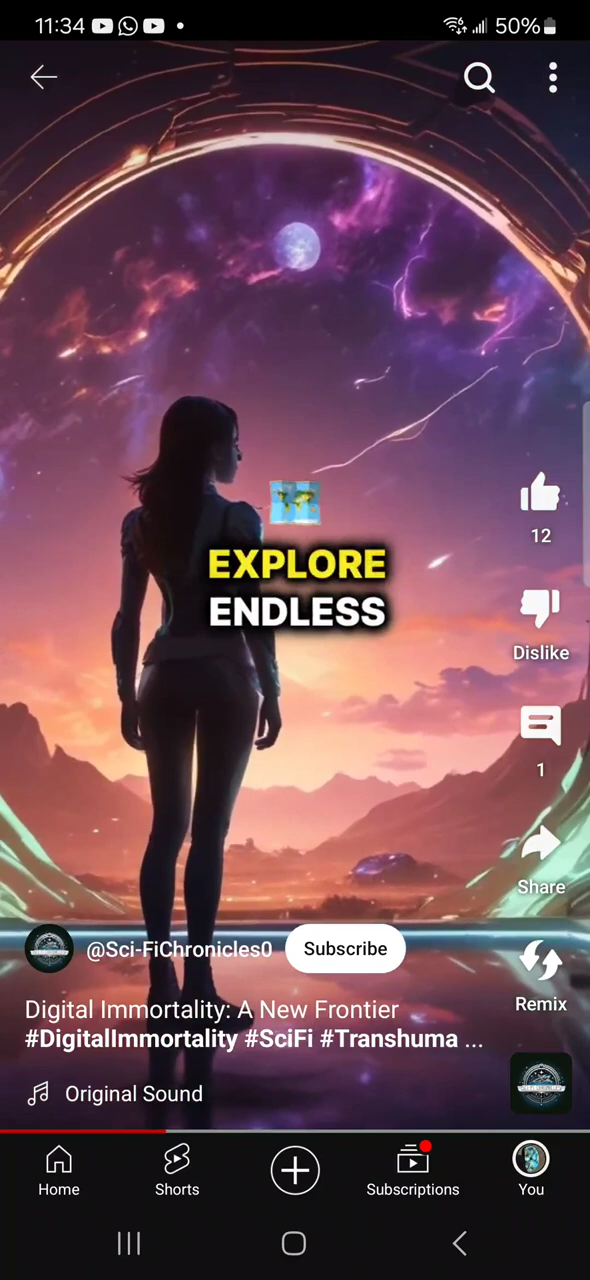 11:34
50%
EXPLORE
ENDLESS
12
Dislike
1
Share
@Sci-FiChronicles0
Subscribe
Remix
Digital Immortality: A New Frontier
#DigitalImmortality #SciFi #Transhuma ...
Original Sound
Home
Shorts
Subscriptions
You